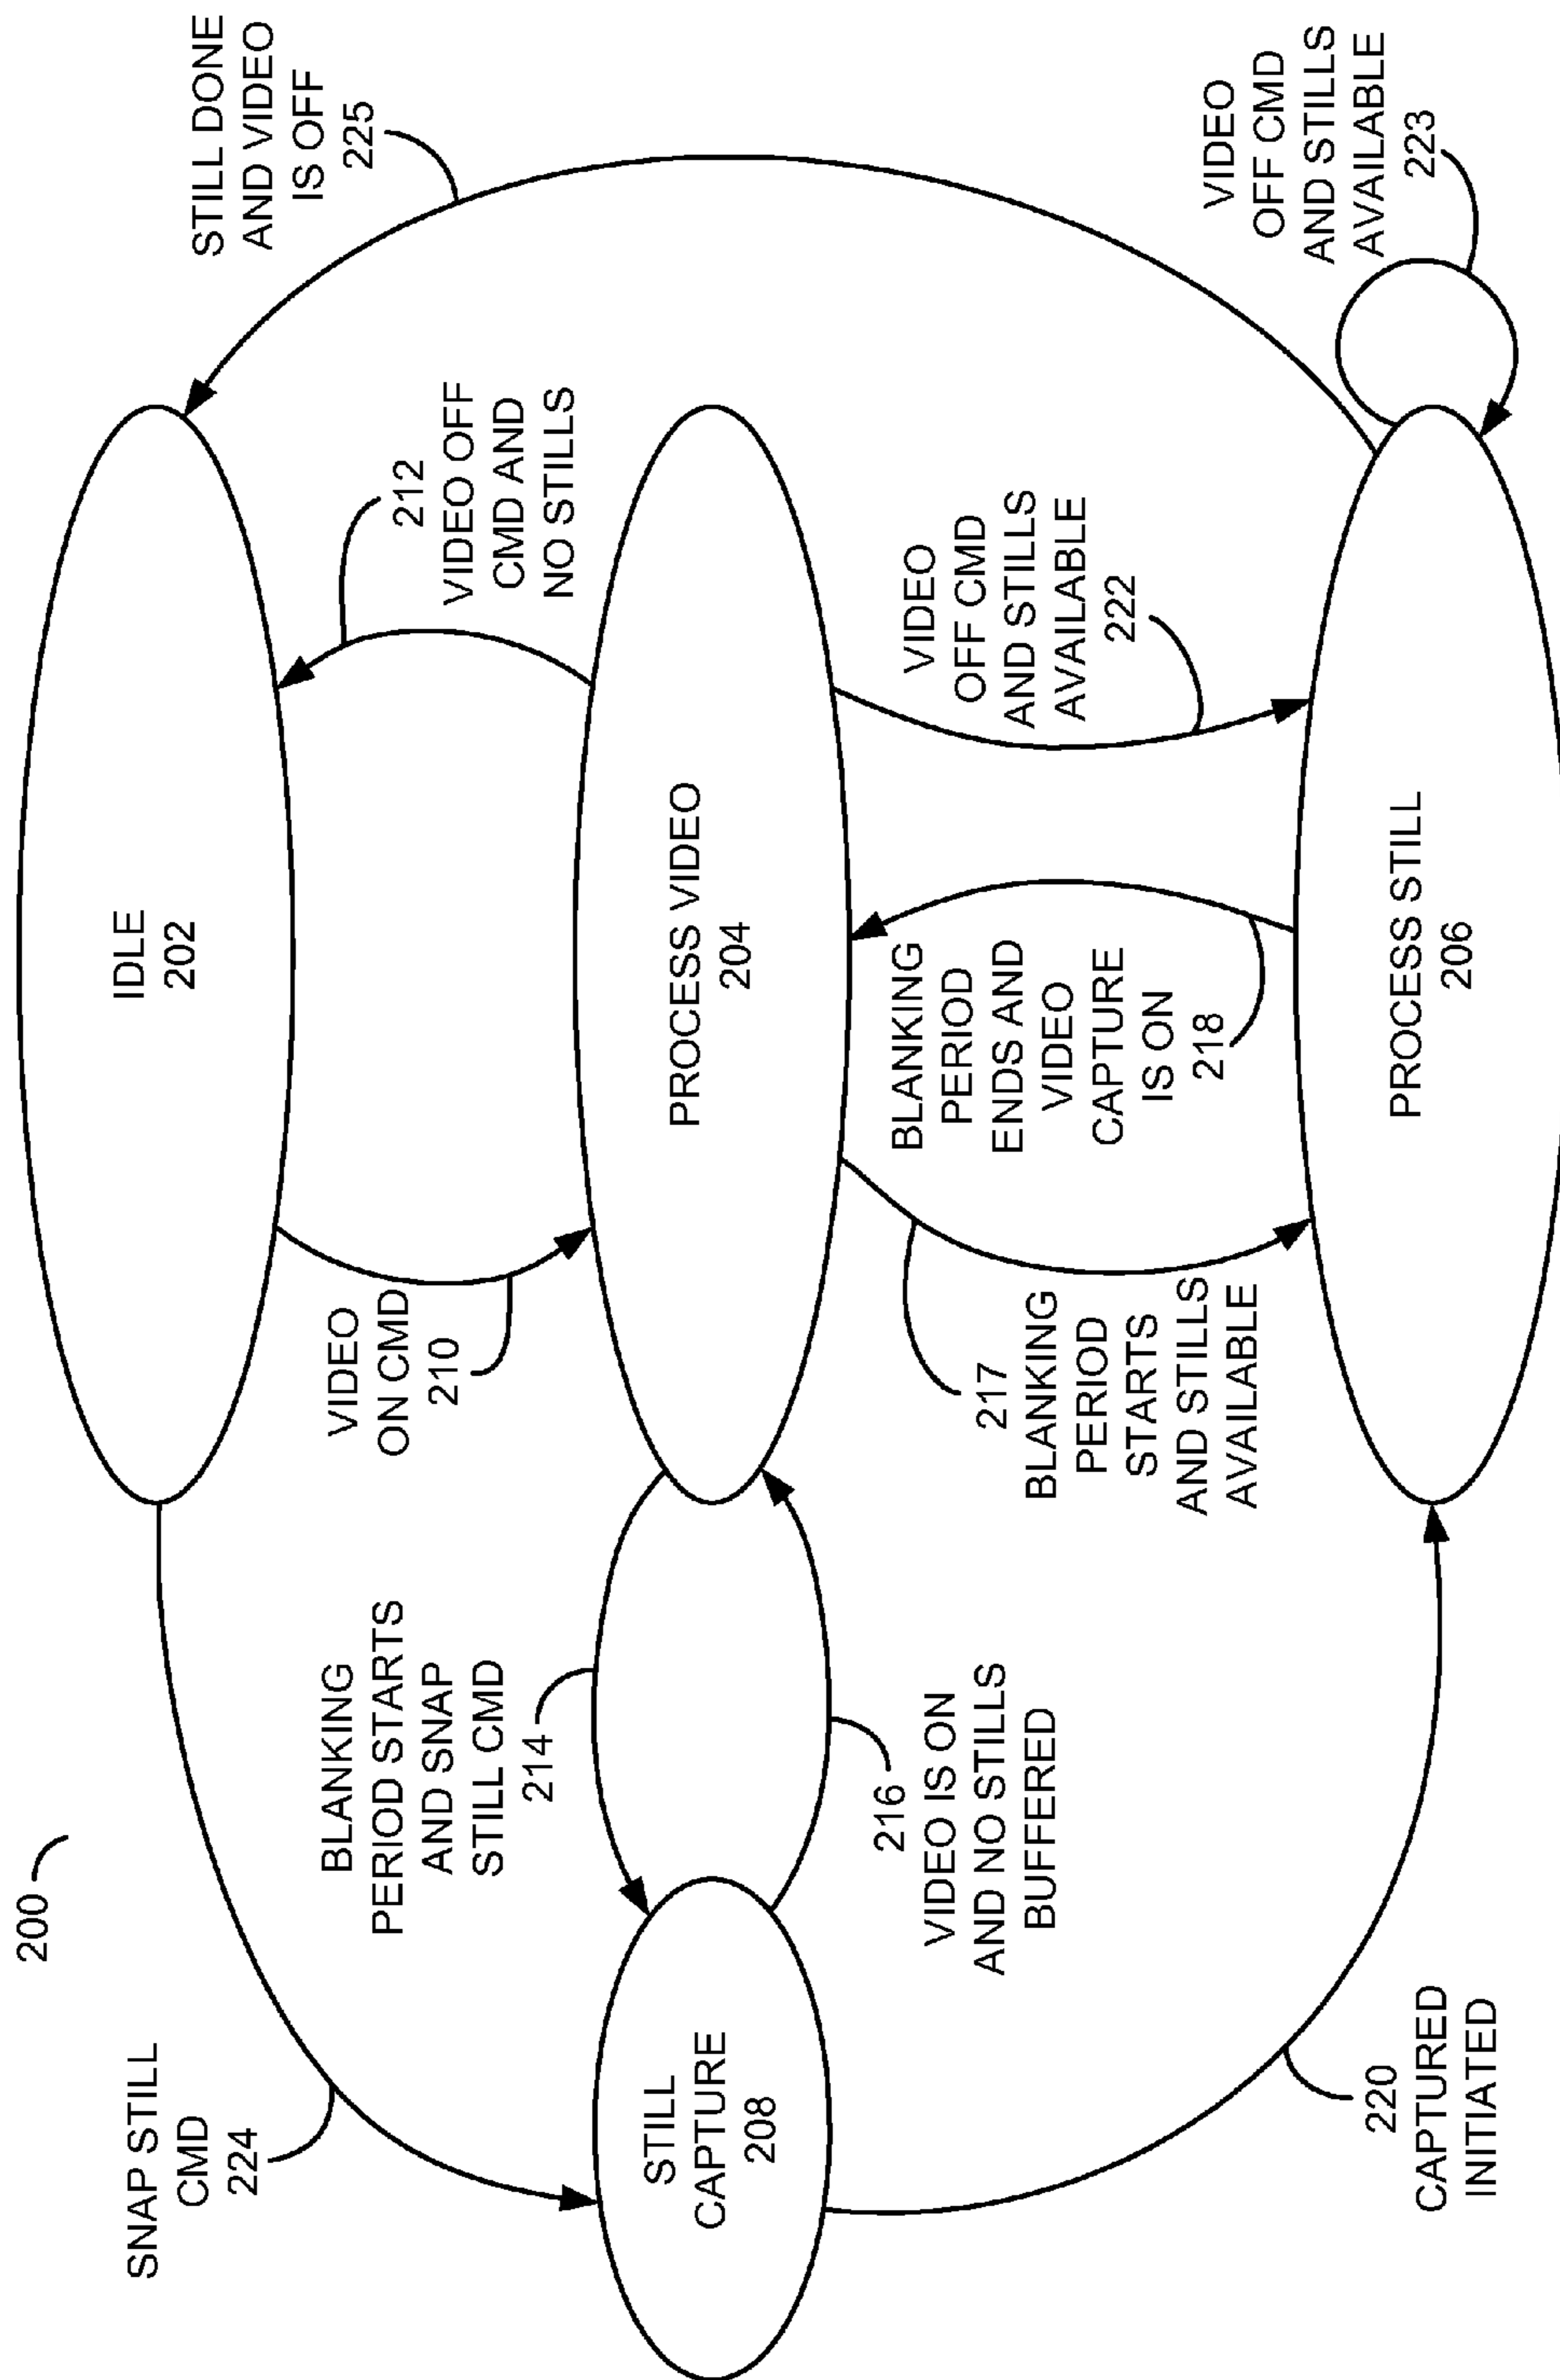 200
SNAP STILL
CMD
224
IDLE
202
STILL DONE
AND VIDEO
IS OFF
225
BLANKING
PERIOD STARTS
AND SNAP
STILL CMD
214
VIDEO
ON CMD
210
212
VIDEO OFF
CMD AND
NO STILLS
STILL
CAPTURE
208
PROCESS VIDEO
204
216
VIDEO IS ON
AND NO STILLS
BUFFERED
217
BLANKING
PERIOD
STARTS
AND STILLS
AVAILABLE
BLANKING
PERIOD
ENDS AND
VIDEO
CAPTURE
IS ON
218
VIDEO
OFF CMD
AND STILLS
AVAILABLE
222
VIDEO
OFF CMD
AND STILLS
AVAILABLE
223
220
CAPTURED
INITIATED
PROCESS STILL
206